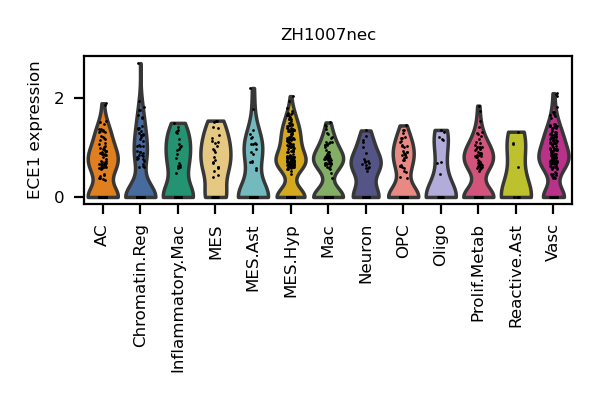 ZH1007nec
ECE1 expression
2
0
AC
Chromatin.Reg
Inflammatory.Mac
MES
MES.Ast
MES.Hyp
Mac
Neuron
OPC
Oligo
Prolif.Metab
Reactive.Ast
Vasc